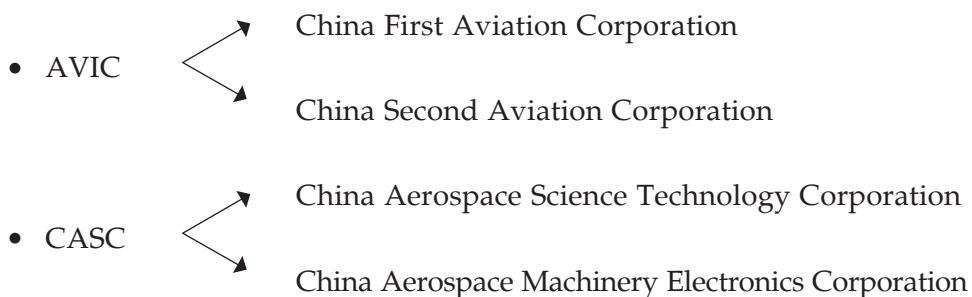 China First Aviation Corporation
• AVIC
China Second Aviation Corporation
China Aerospace Science Technology Corporation
• CASC
China Aerospace Machinery Electronics Corporation